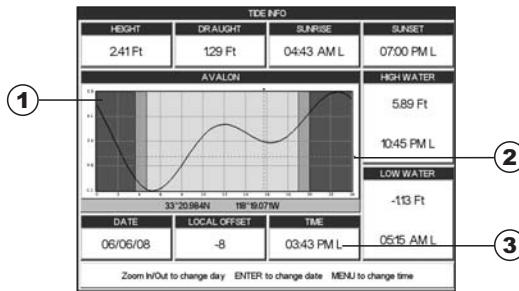 TIDE INFO
HEIGHT DRAUGHT SUNRISE SUNSET
2.41 Ft 1.29 Ft 04:43 AM L 07:00 PM L
AVALON HIGH WATER
1
5.89 Ft
10:45 PM L
2
LOW WATER
-1.13 Ft
05:15 AM L
33°20.984N 118°19.071W
DATE LOCAL OFFSET TIME
06/06/08 -8 03:43 PM L
3
Zoom In/Out to change day ENTER to change date MENU to change time